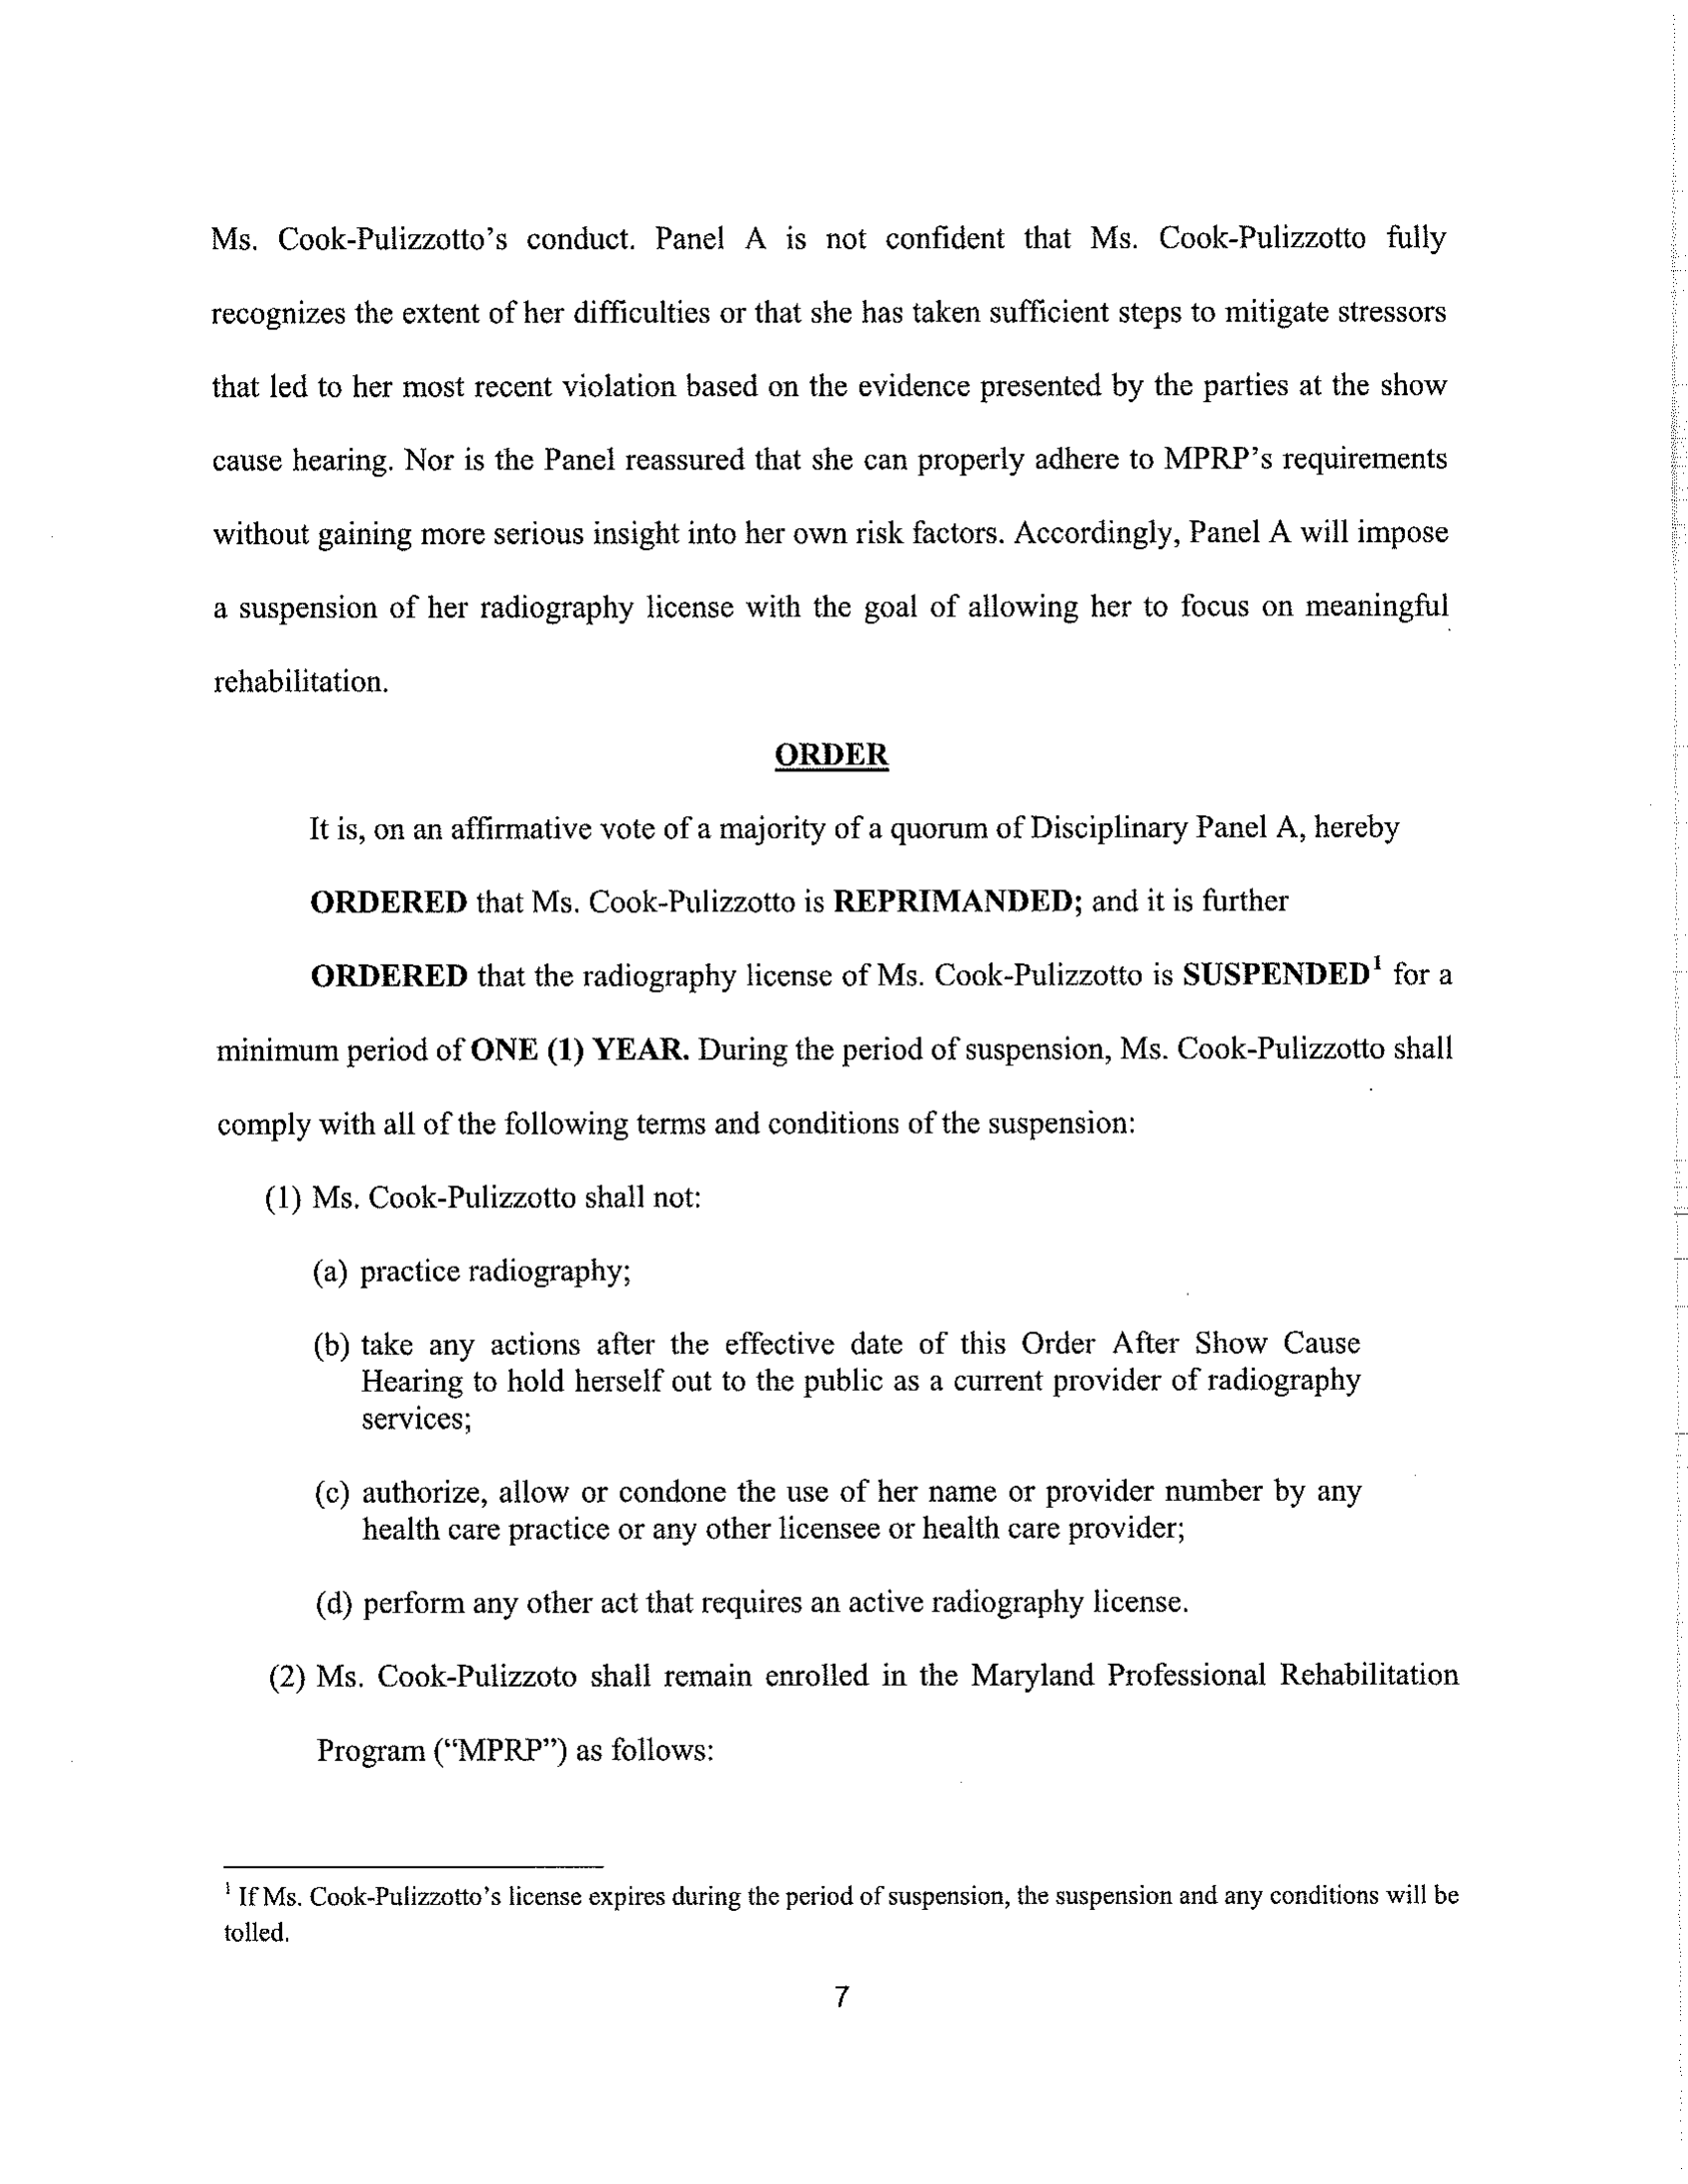 Ms. Cook-Pulizzotto's conduct. Panel A is not confident that Ms. Cook-Pulizzotto fully
recognizes the extent of her difficulties or that she has taken sufficient steps to mitigate stressors
that led to her most recent violation based on the evidence presented by the parties at the show
cause hearing. Nor is the Panel reassured that she can properly adhere to MPRP's requirements
without gaining more serious insight into her own risk factors. Accordingly, Panel A will impose
a suspension of her radiography license with the goal of allowing her to focus on meaningful
rehabilitation.
ORDER
It is, on an affirmative vote of a majority of a quorum of Disciplinary Panel A, hereby
ORDERED that Ms. Cook-Pulizzotto is REPRIMANDED; and it is further
ORDERED that the radiography license of Ms. Cook-Pulizzotto is SUSPENDED¹ for a
minimum period of ONE (1) YEAR. During the period of suspension, Ms. Cook-Pulizzotto shall
comply with all of the following terms and conditions of the suspension:
(1) Ms. Cook-Pulizzotto shall not:
(a) practice radiography;
(b) take any actions after the effective date of this Order After Show Cause
Hearing to hold herself out to the public as a current provider of radiography
services;
(c) authorize, allow or condone the use of her name or provider number by any
health care practice or any other licensee or health care provider;
(d) perform any other act that requires an active radiography license.
(2) Ms. Cook-Pulizzoto shall remain enrolled in the Maryland Professional Rehabilitation
Program ("MPRP") as follows:
¹ If Ms. Cook-Pulizzotto's license expires during the period of suspension, the suspension and any conditions will be
tolled.
7